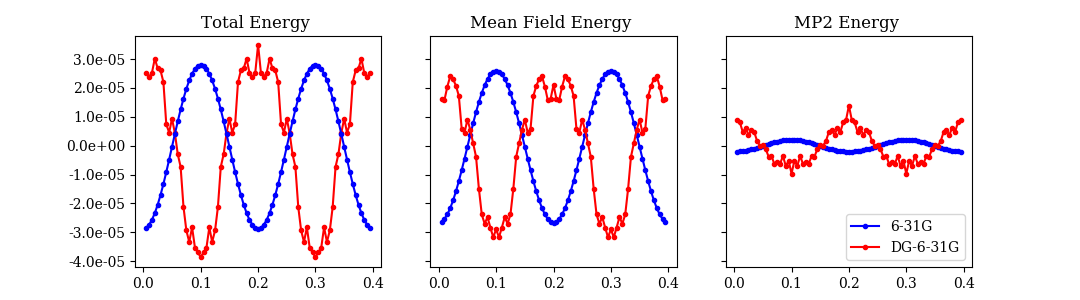 Total Energy
Mean Field Energy
MP2 Energy
3.0e-05
2.0e-05
1.0e-05
0.0e+00
-1.0e-05
-2.0e-05
-3.0e-05
-4.0e-05
6-31G
DG-6-31G
0.0 0.1 0.2 0.3 0.4
0.0 0.1 0.2 0.3 0.4
0.0 0.1 0.2 0.3 0.4